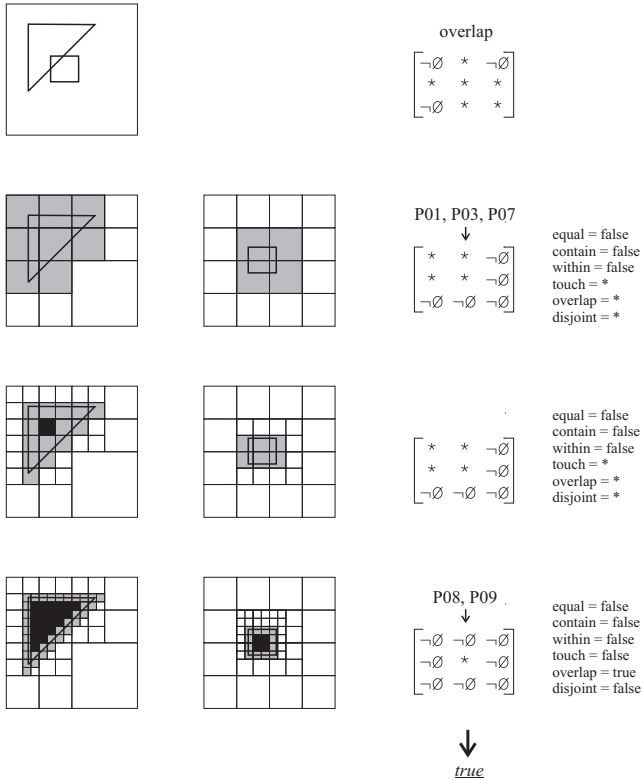 overlap
¬∅ * ¬∅
* * *
¬∅ * *
P01, P03, P07
* * ¬∅
* * ¬∅
¬∅ ¬∅ ¬∅
equal = false
contain = false
within = false
touch = *
overlap = *
disjoint = *
* * ¬∅
* * ¬∅
¬∅ ¬∅ ¬∅
equal = false
contain = false
within = false
touch = *
overlap = *
disjoint = *
P08, P09
¬∅ ¬∅ ¬∅
¬∅ * ¬∅
¬∅ ¬∅ ¬∅
equal = false
contain = false
within = false
touch = false
overlap = true
disjoint = false
true